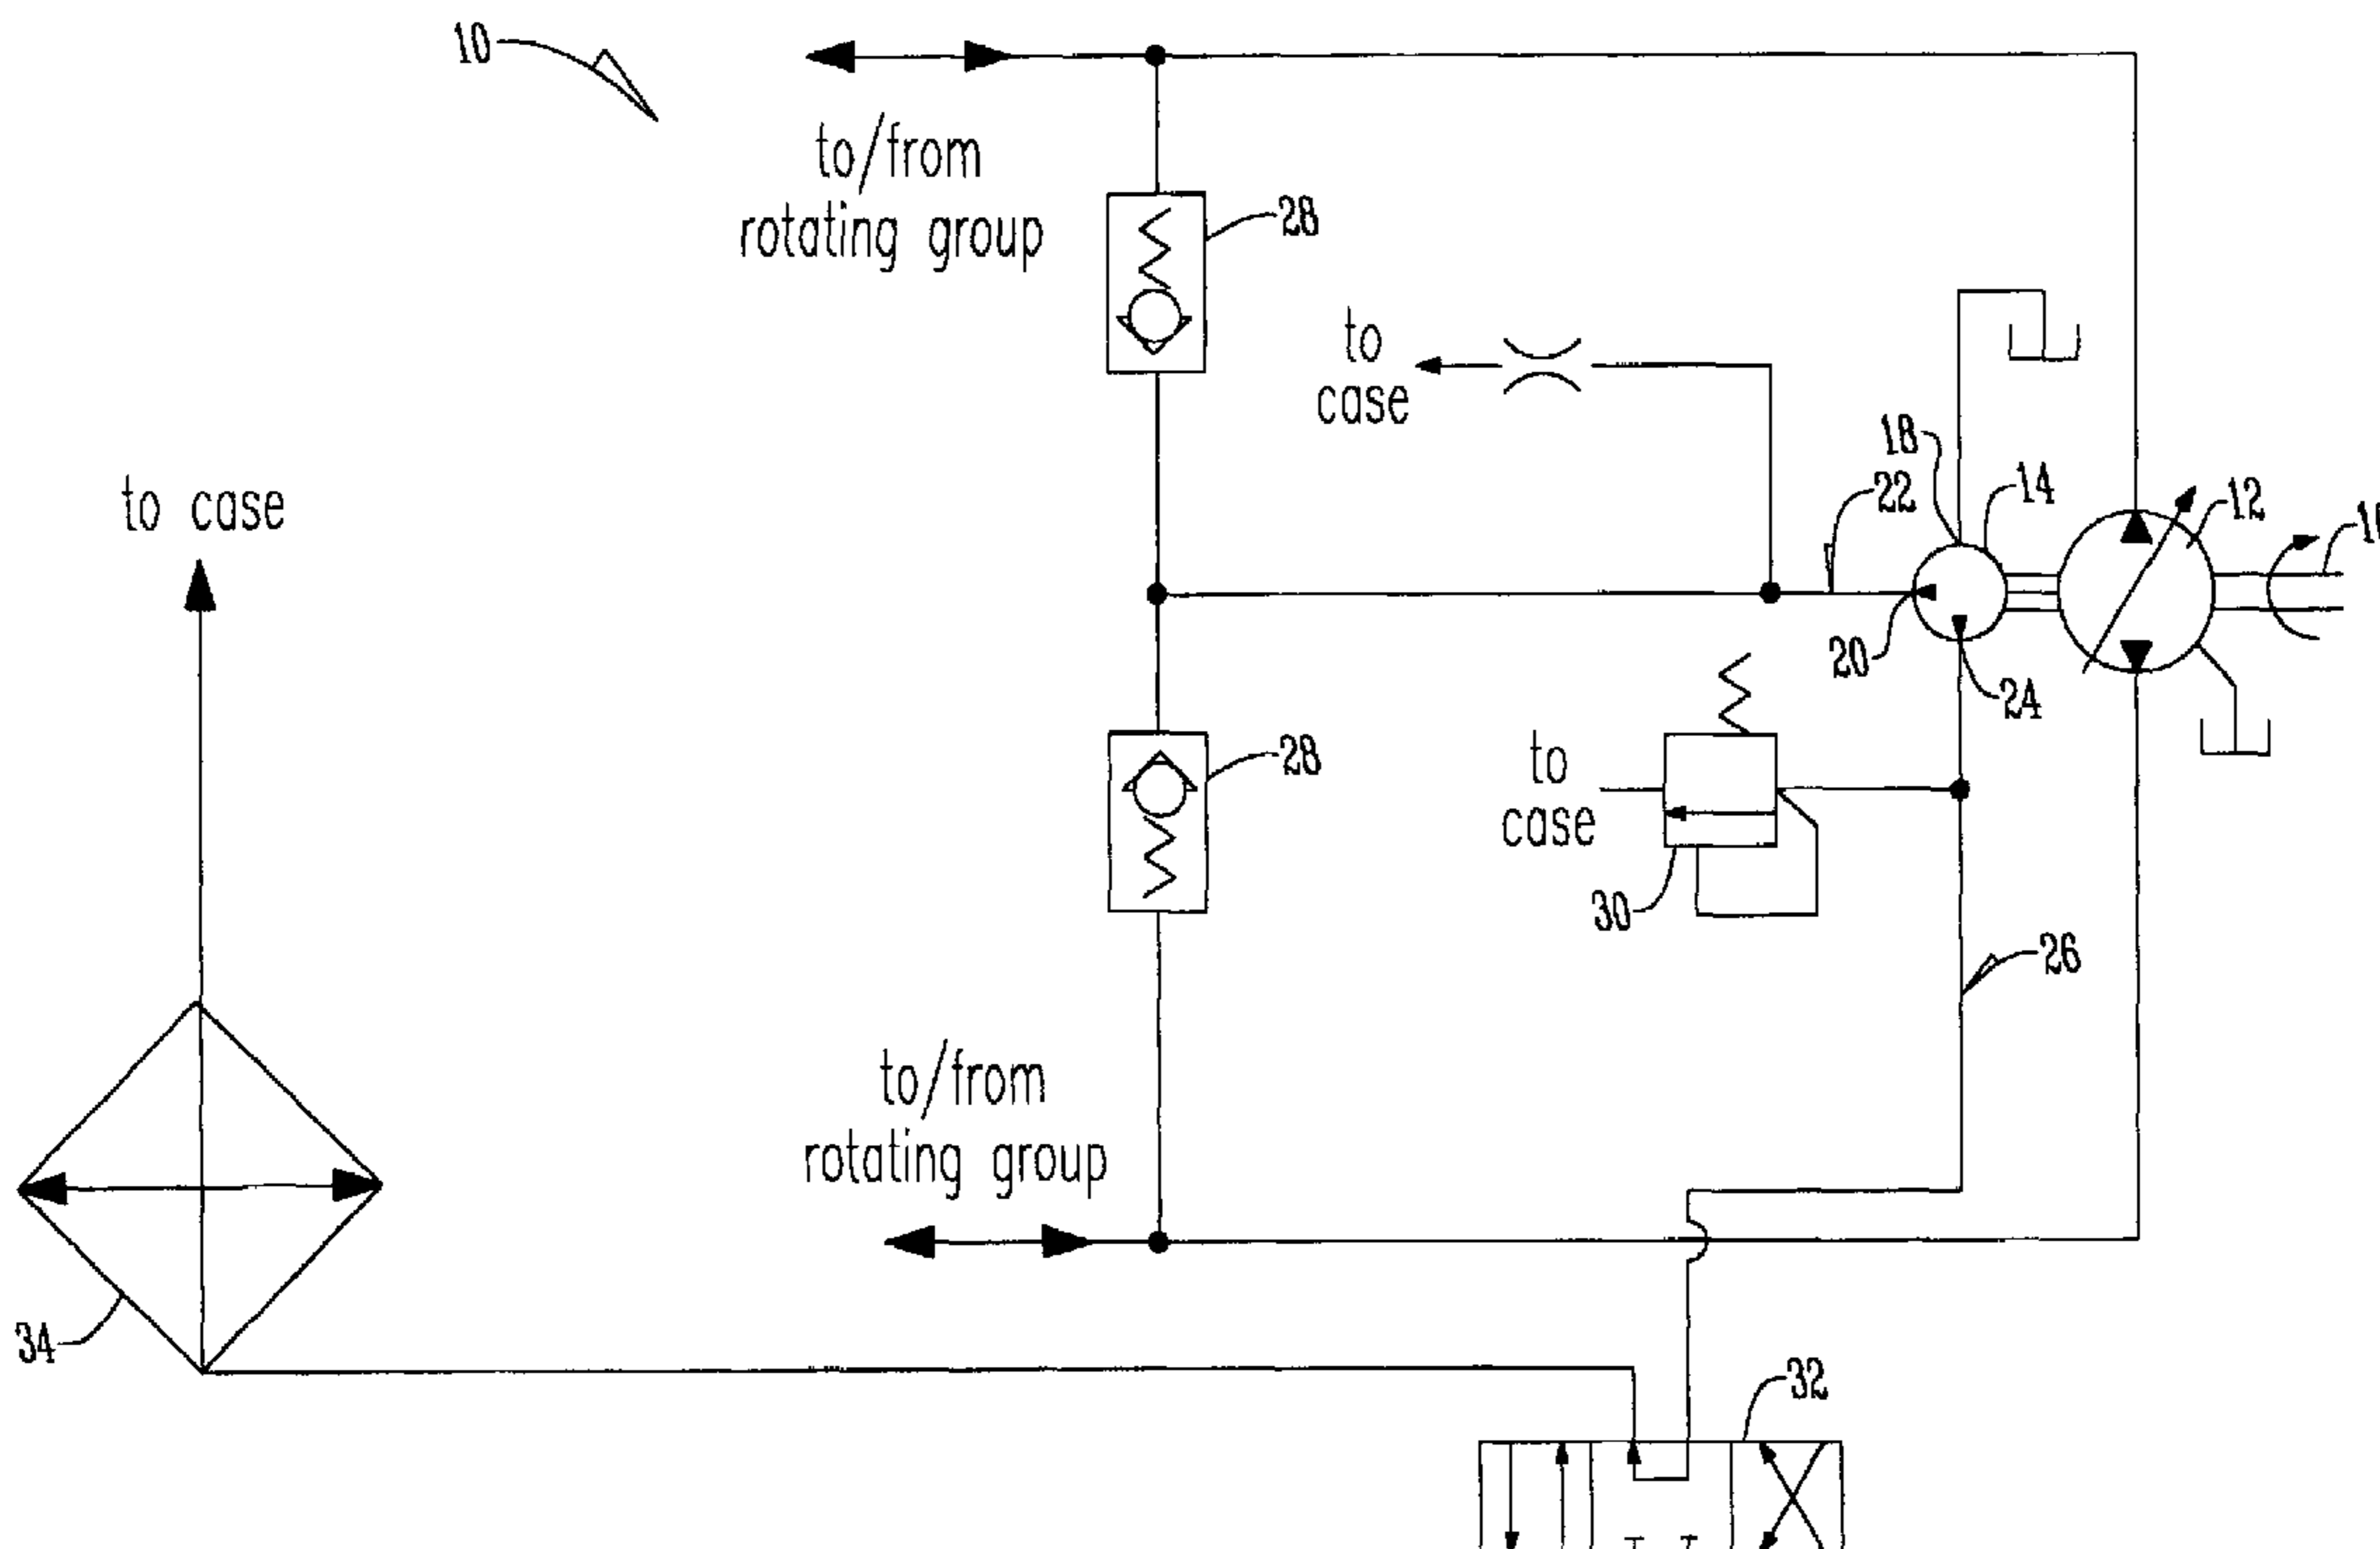 10
to/from
rotating group
28
to
case
18
14
22
12
to case
20
24
28
to
case
30
26
to/from
rotating group
34
32